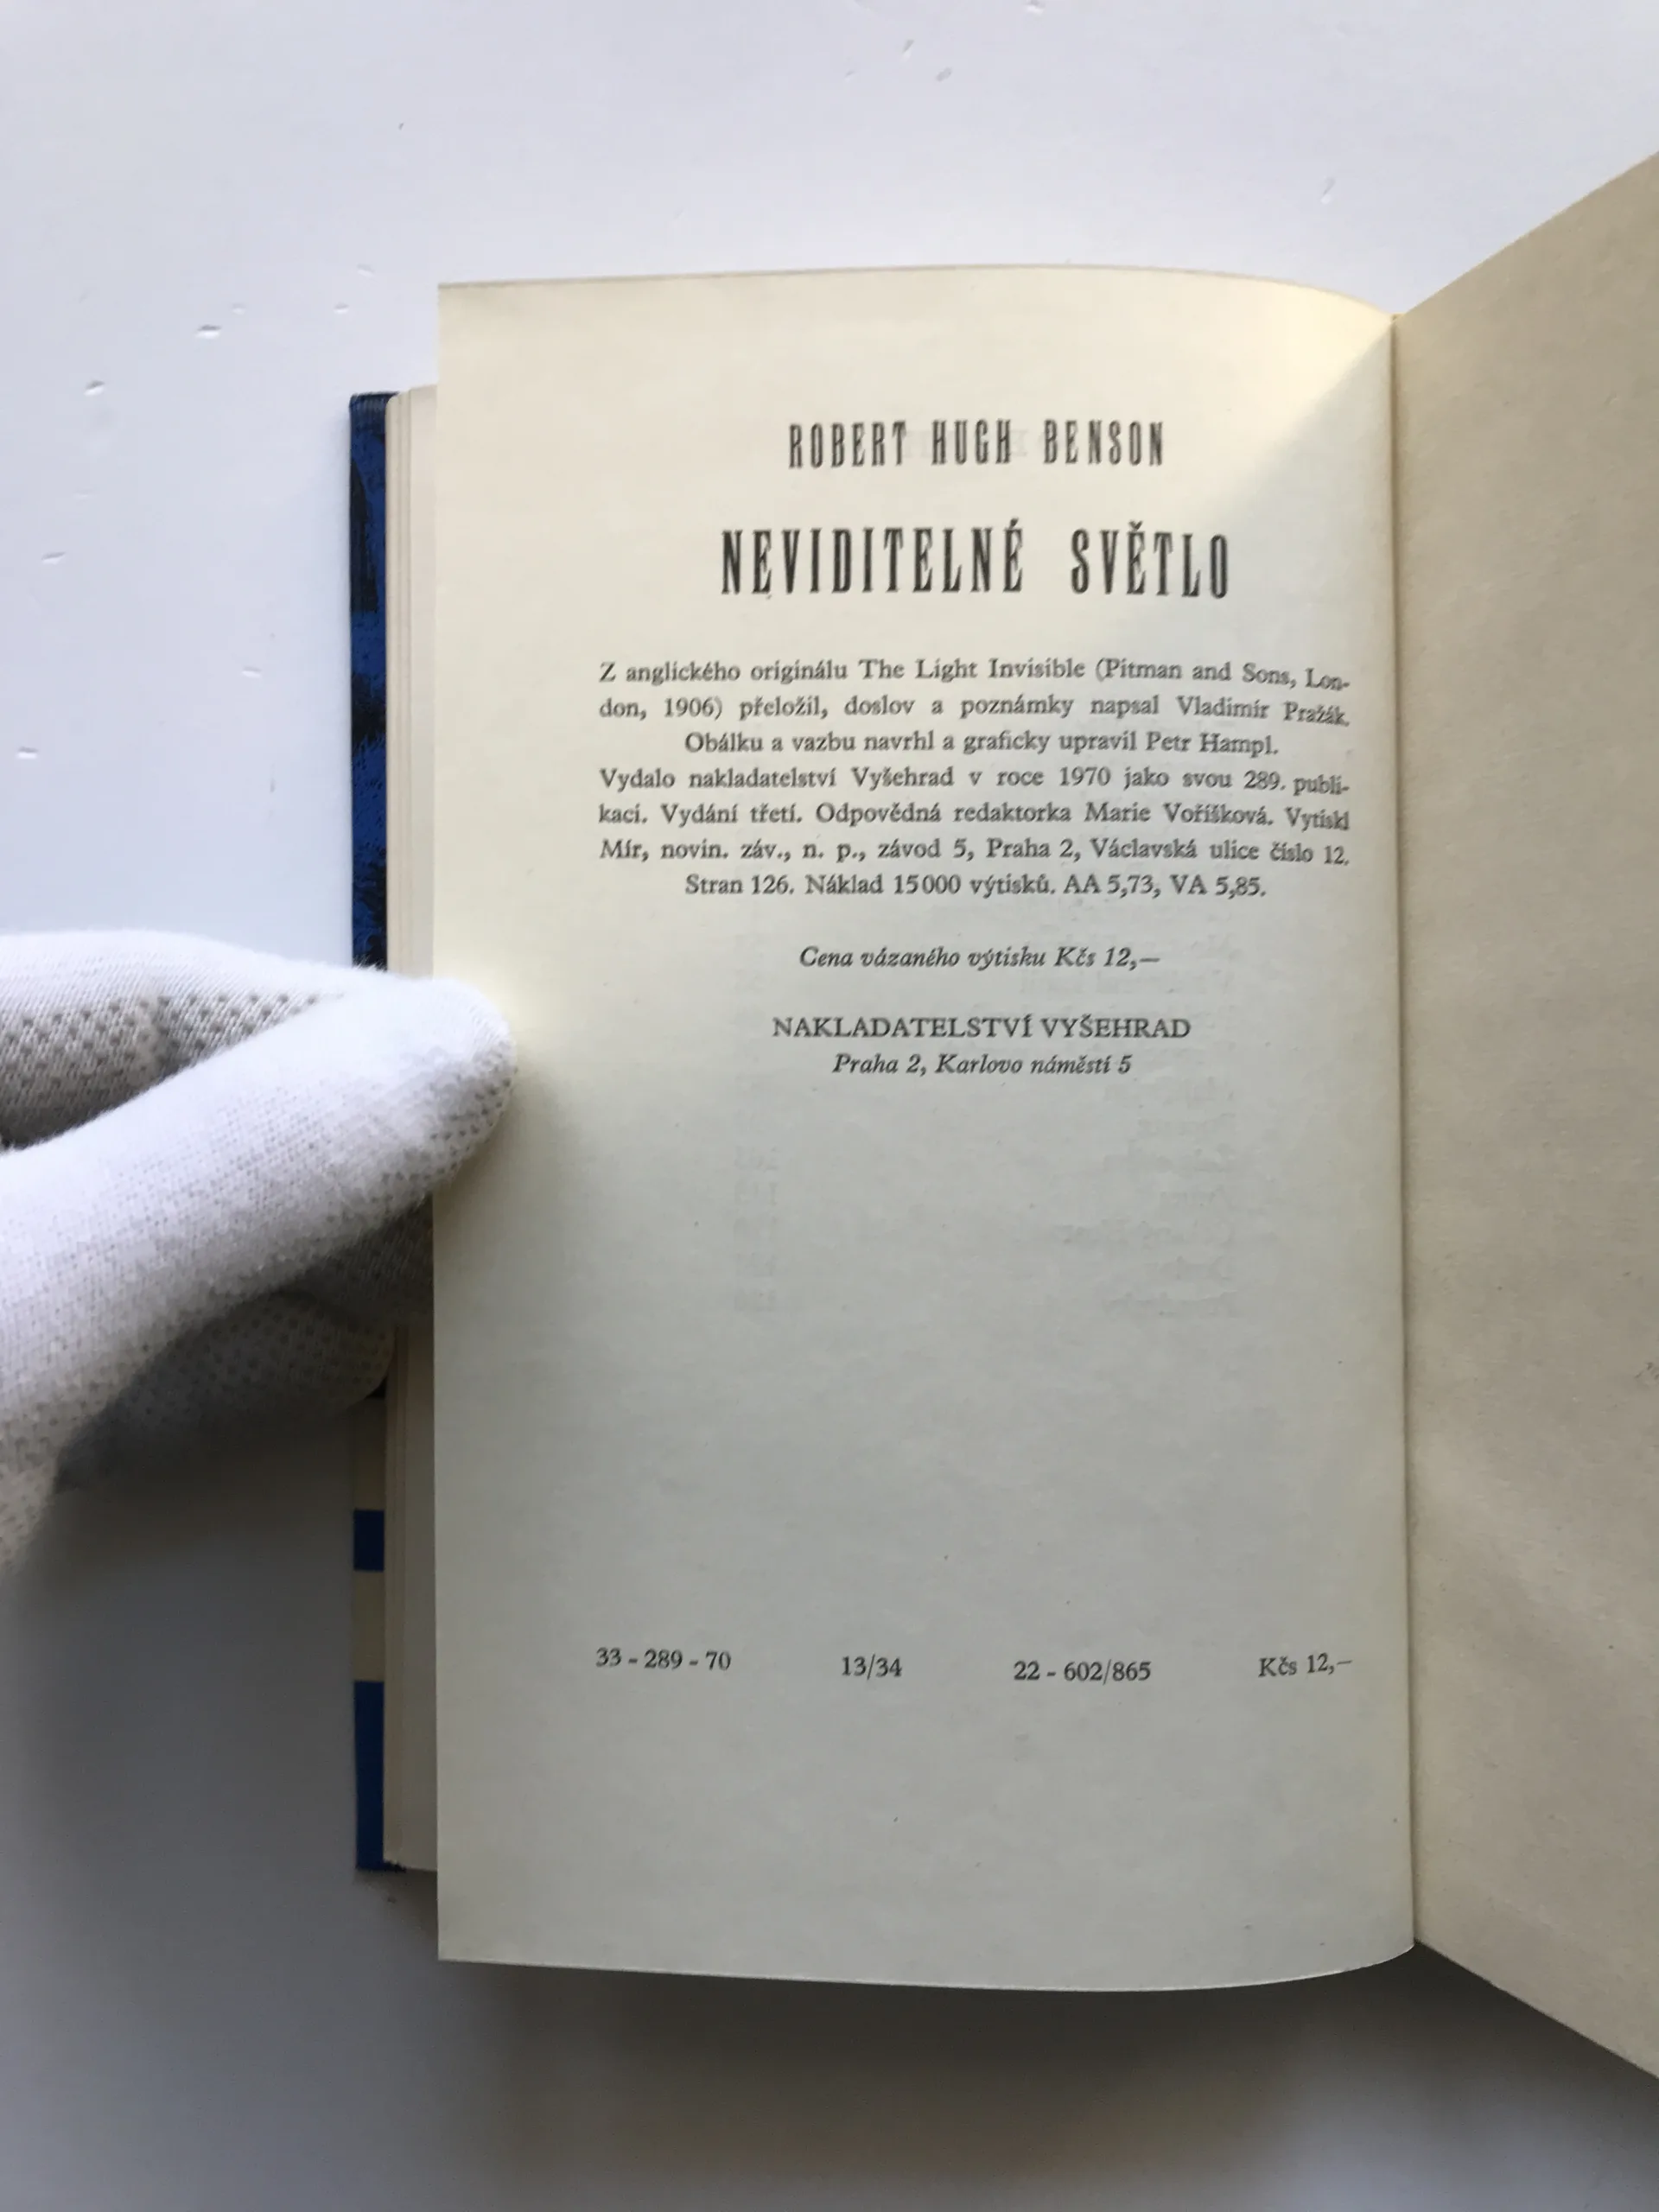 ROBERT HUGH BENSON
NEVIDITELNÉ SVĚTLO
Z anglického originálu The Light Invisible (Pitman and Sons, Lon-
don, 1906) přeložil, doslov a poznámky napsal Vladimír Pražák.
Obálku a vazbu navrhl a graficky upravil Petr Hampl.
Vydalo nakladatelství Vyšehrad v roce 1970 jako svou 289. publi-
kaci. Vydání třetí. Odpovědná redaktorka Marie Voříšková. Vytiskl
Mír, novin. záv., n. p., závod 5, Praha 2, Václavská ulice číslo 12.
Stran 126. Náklad 15000 výtisků. AA 5,73, VA 5,85.
Cena vázaného výtisku Kčs 12,—
NAKLADATELSTVÍ VYŠEHRAD
Praha 2, Karlovo náměstí 5
33 - 289 - 70 13/34 22 - 602/865 Kčs 12,—